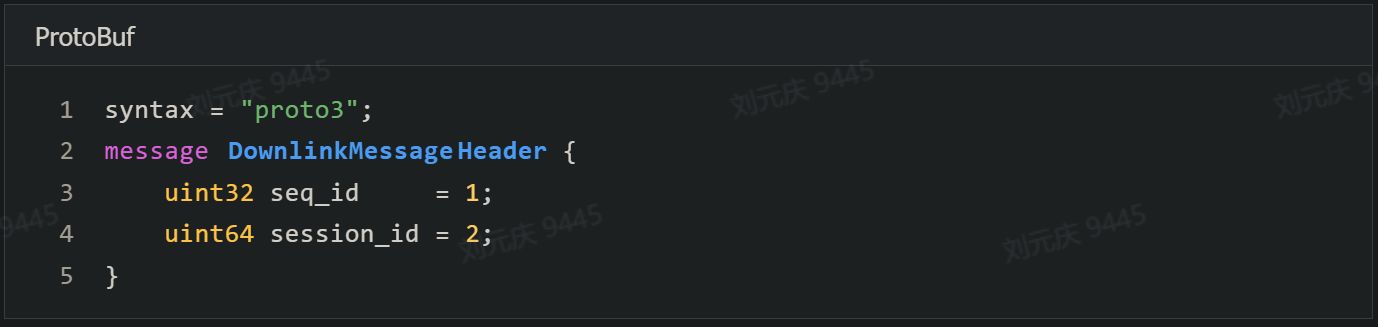 ProtoBuf
1 syntax = "proto3";
2 message DownlinkMessageHeader {
3     uint32 seq_id     = 1;
4     uint64 session_id = 2;
5 }
刘元庆 9445
刘元庆 9445
刘元庆 9
9445
刘元庆 9445
刘元庆 9445